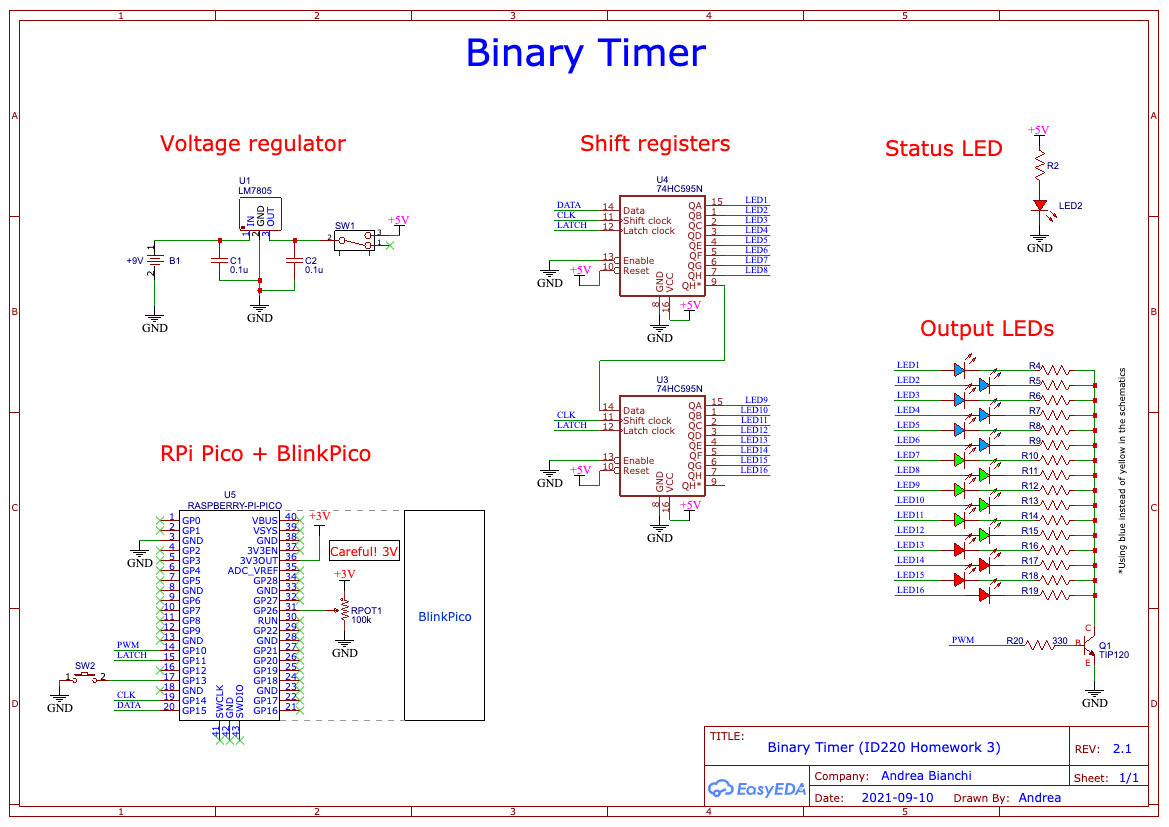 1 2 3 4 5
Binary Timer
A A
Voltage regulator
U1
LM7805
IN GND OUT
1 2 3
SW1
2 3 1
+5V
+9V 1 2 B1
C1
0.1u
C2
0.1u
GND
GND
Shift registers
U4
74HC595N
DATA 14 Data QA 15 LED1
CLK 11 Shift clock QB 1 LED2
LATCH 12 Latch clock QC 2 LED3
QD 3 LED4
QE 4 LED5
QF 5 LED6
13 Enable QG 6 LED7
10 Reset QH 7 LED8
QH* 9
+5V
GND
GND VCC
8 16
+5V
GND
U3
74HC595N
14 Data QA 15 LED9
CLK 11 Shift clock QB 1 LED10
LATCH 12 Latch clock QC 2 LED11
QD 3 LED12
QE 4 LED13
QF 5 LED14
13 Enable QG 6 LED15
10 Reset QH 7 LED16
QH* 9
+5V
GND
GND VCC
8 16
+5V
GND
Status LED
+5V
R2
LED2
GND
B B
Output LEDs
LED1 R4
LED2 R5
LED3 R6
LED4 R7
LED5 R8
LED6 R9
LED7 R10
LED8 R11
LED9 R12
LED10 R13
LED11 R14
LED12 R15
LED13 R16
LED14 R17
LED15 R18
LED16 R19
*Using blue instead of yellow in the schematics
PWM R20 330 B C E
Q1
TIP120
GND
C C
RPi Pico + BlinkPico
U5
RASPBERRY-PI-PICO
1 GP0 VBUS 40
2 GP1 VSYS 39
3 GND GND 38
4 GP2 3V3EN 37
5 GP3 3V3OUT 36
6 GP4 ADC_VREF 35
7 GP5 GP28 34
8 GND GND 33
9 GP6 GP27 32
10 GP7 GP26 31
11 GP8 RUN 30
12 GP9 GP22 29
13 GND GND 28
PWM 14 GP10 GP21 27
LATCH 15 GP11 GP20 26
16 GP12 GP19 25
17 GP13 GP18 24
18 GND GND 23
CLK 19 GP14 GP17 22
DATA 20 GP15 GP16 21
SWCLK GND SWDIO
41 42 43
GND
SW2
1 2
GND
+3V
Careful! 3V
+3V
RPOT1
100k
GND
BlinkPico
D D
TITLE:
Binary Timer (ID220 Homework 3)
REV: 2.1
EasyEDA
Company: Andrea Bianchi
Sheet: 1/1
Date: 2021-09-10 Drawn By: Andrea
1 2 3 4 5